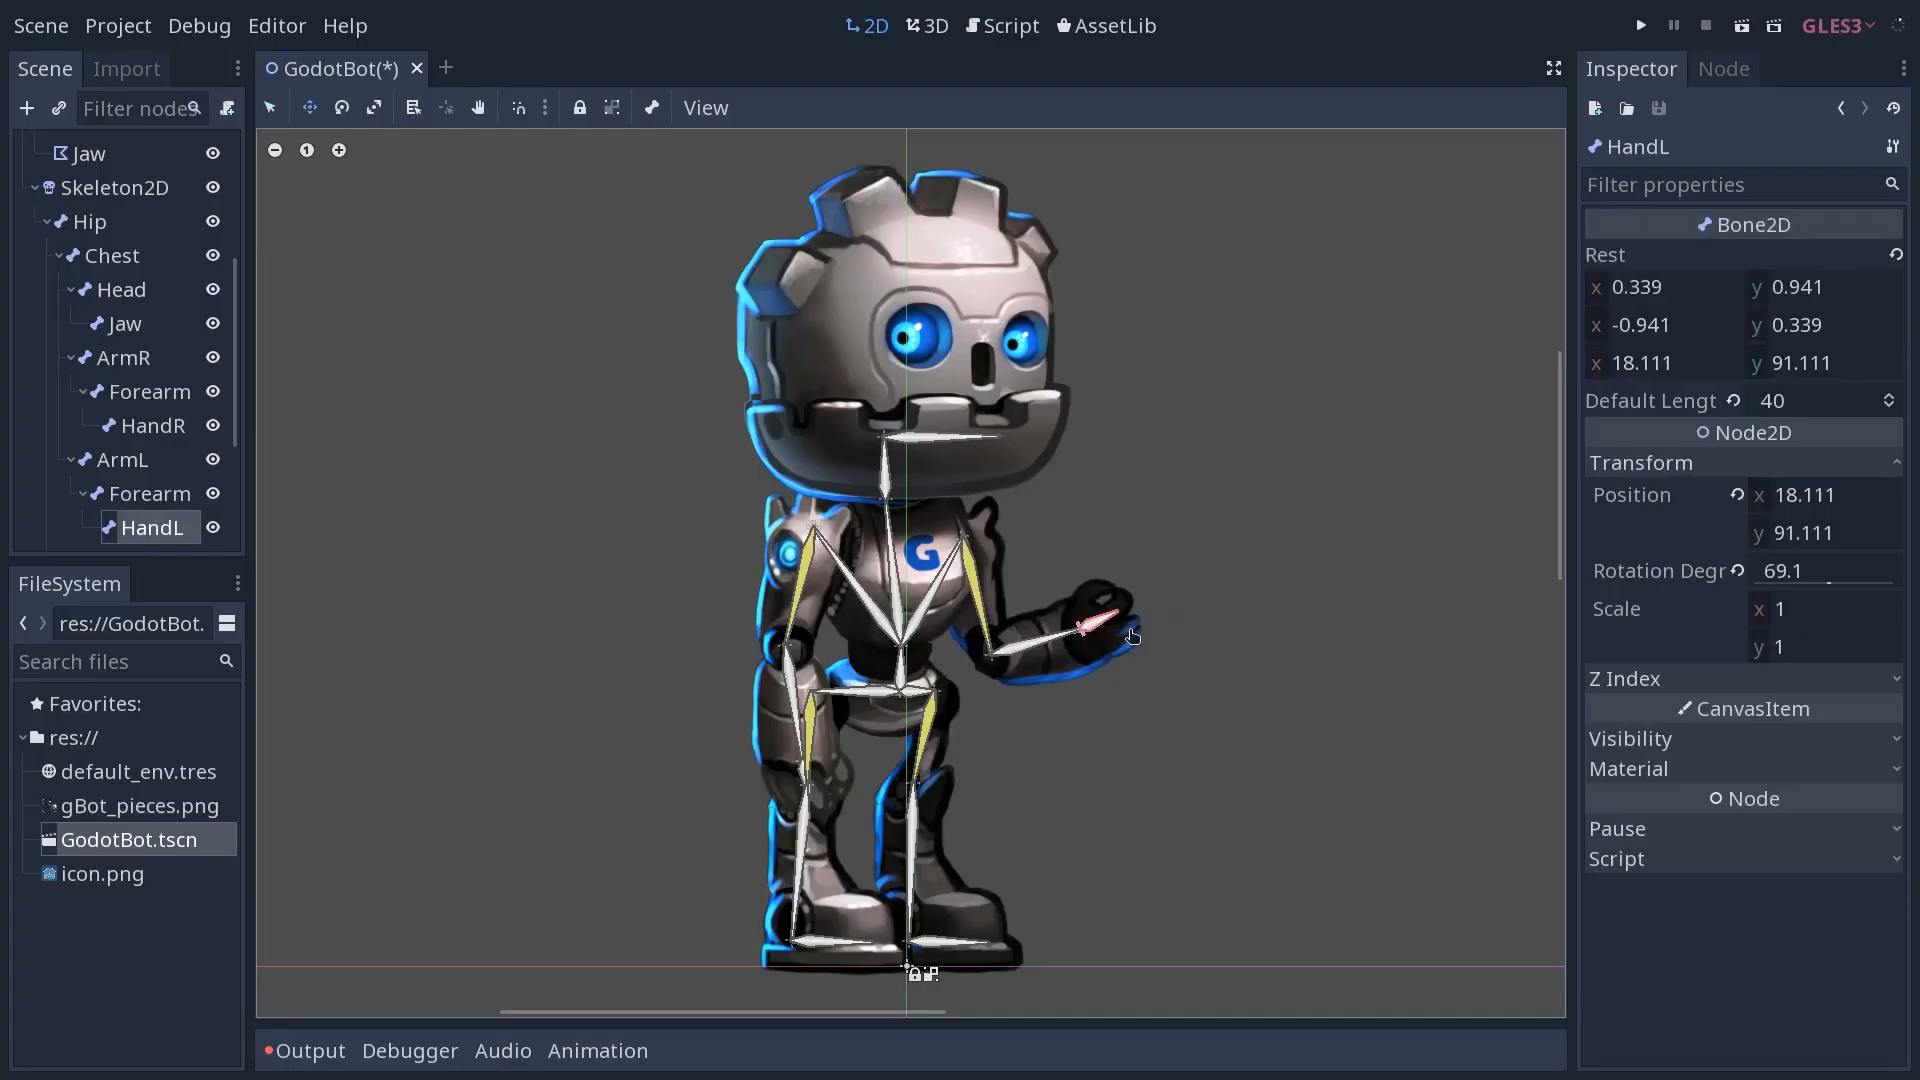 Scene Project Debug Editor Help
2D 3D Script AssetLib
GLES3
Scene Import
GodotBot(*)
Inspector Node
Filter nodes
View
HandL
Filter properties
Jaw
Skeleton2D
Hip
Chest
Head
Jaw
ArmR
Forearm
HandR
ArmL
Forearm
HandL
1
G
Bone2D
Rest
x 0.339 y 0.941
x -0.941 y 0.339
x 18.111 y 91.111
Default Lengt 40
Node2D
Transform
Position x 18.111
y 91.111
Rotation Degr 69.1
Scale x 1
y 1
Z Index
CanvasItem
Visibility
Material
Node
Pause
Script
FileSystem
res://GodotBot.
Search files
Favorites:
res://
default_env.tres
gBot_pieces.png
GodotBot.tscn
icon.png
Output Debugger Audio Animation